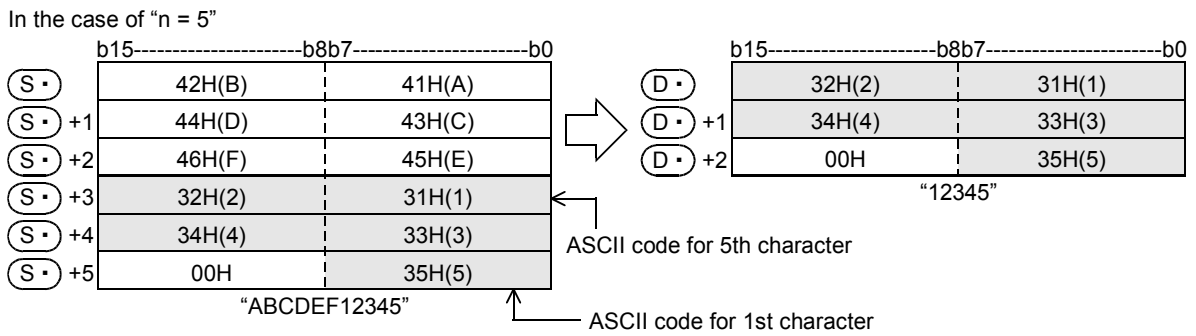 In the case of “n = 5”
b15----------------------b8b7-----------------------b0
S・ 42H(B) 41H(A)
S・ +1 44H(D) 43H(C)
S・ +2 46H(F) 45H(E)
S・ +3 32H(2) 31H(1)
S・ +4 34H(4) 33H(3)
S・ +5 00H 35H(5)
“ABCDEF12345”
ASCII code for 5th character
ASCII code for 1st character
b15----------------------b8b7-----------------------b0
D・ 32H(2) 31H(1)
D・ +1 34H(4) 33H(3)
D・ +2 00H 35H(5)
“12345”